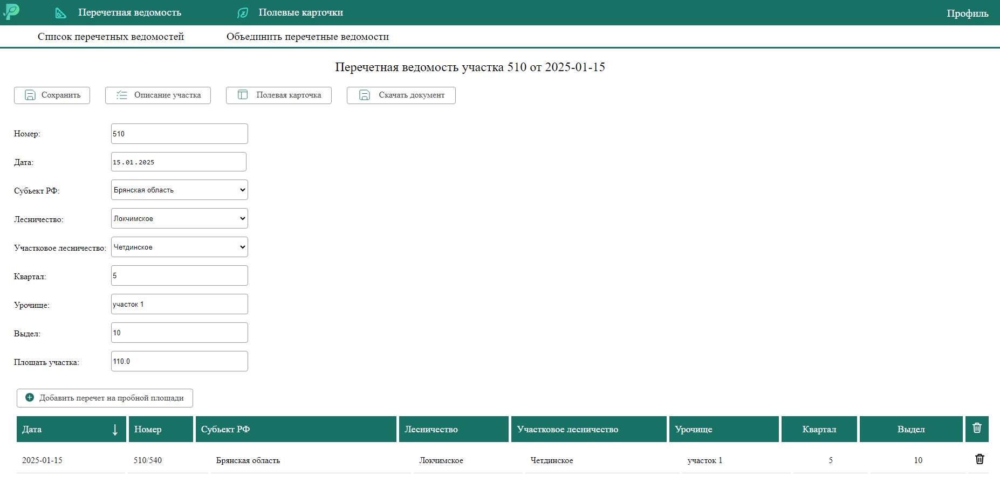 Перечетная ведомость
Полевые карточки
Профиль
Список перечетных ведомостей
Объединить перечетные ведомости
Перечетная ведомость участка 510 от 2025-01-15
Сохранить
Описание участка
Полевая карточка
Скачать документ
Номер: 510
Дата: 15.01.2025
Субъект РФ: Брянская область
Лесничество: Локчимское
Участковое лесничество: Четдинское
Квартал: 5
Урочище: участок 1
Выдел: 10
Площать участка: 110.0
Добавить перечет на пробной площади
Дата ↓ Номер Субъект РФ Лесничество Участковое лесничество Урочище Квартал Выдел
2025-01-15 510/540 Брянская область Локчимское Четдинское участок 1 5 10